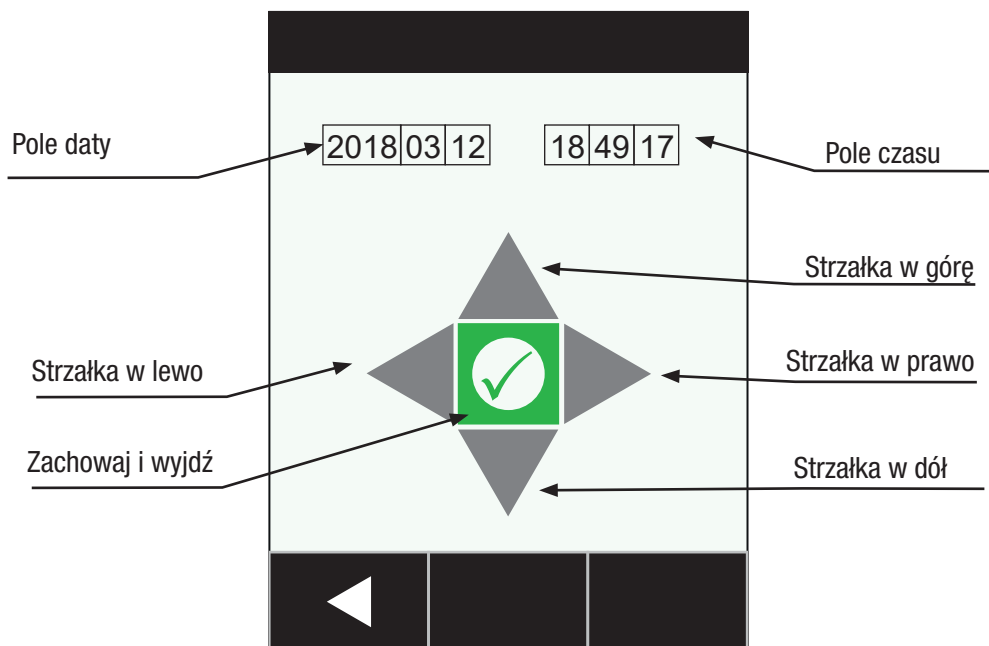 Pole daty
2018 03 12
18 49 17
Pole czasu
Strzałka w górę
Strzałka w lewo
Strzałka w prawo
Zachowaj i wyjdź
Strzałka w dół